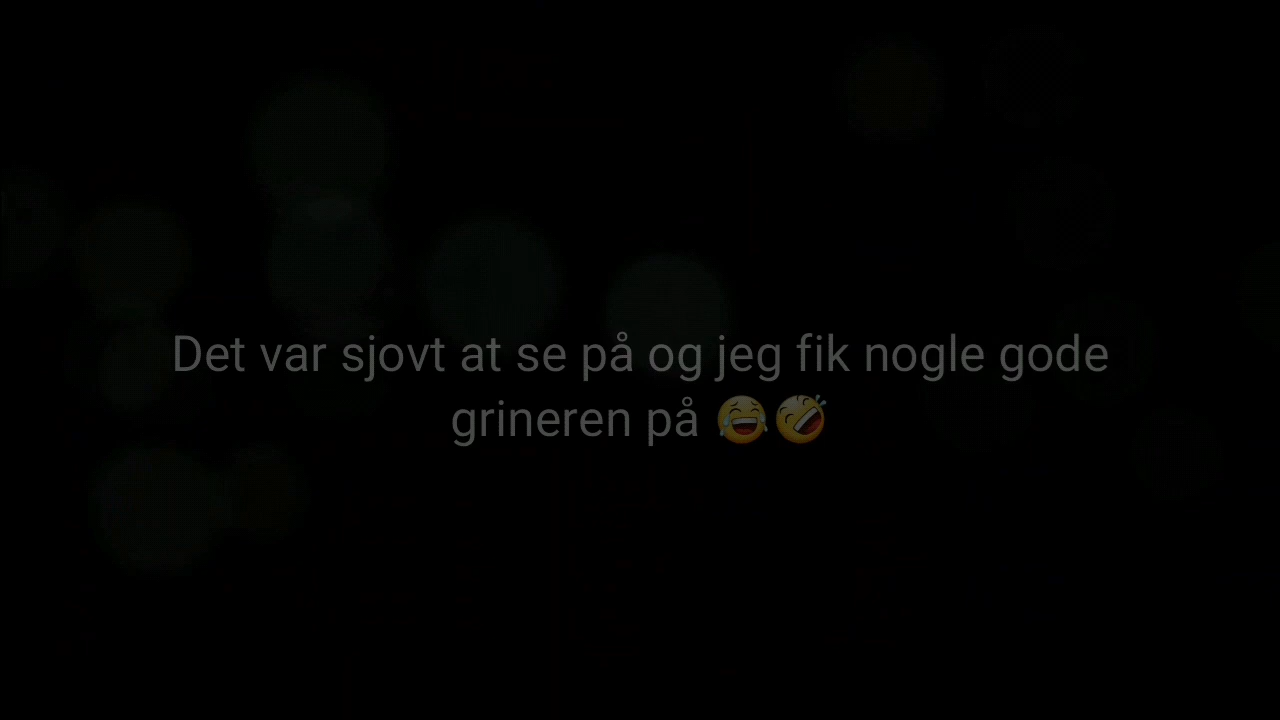 Det var sjovt at se på og jeg fik nogle gode
grineren på 😂🤣